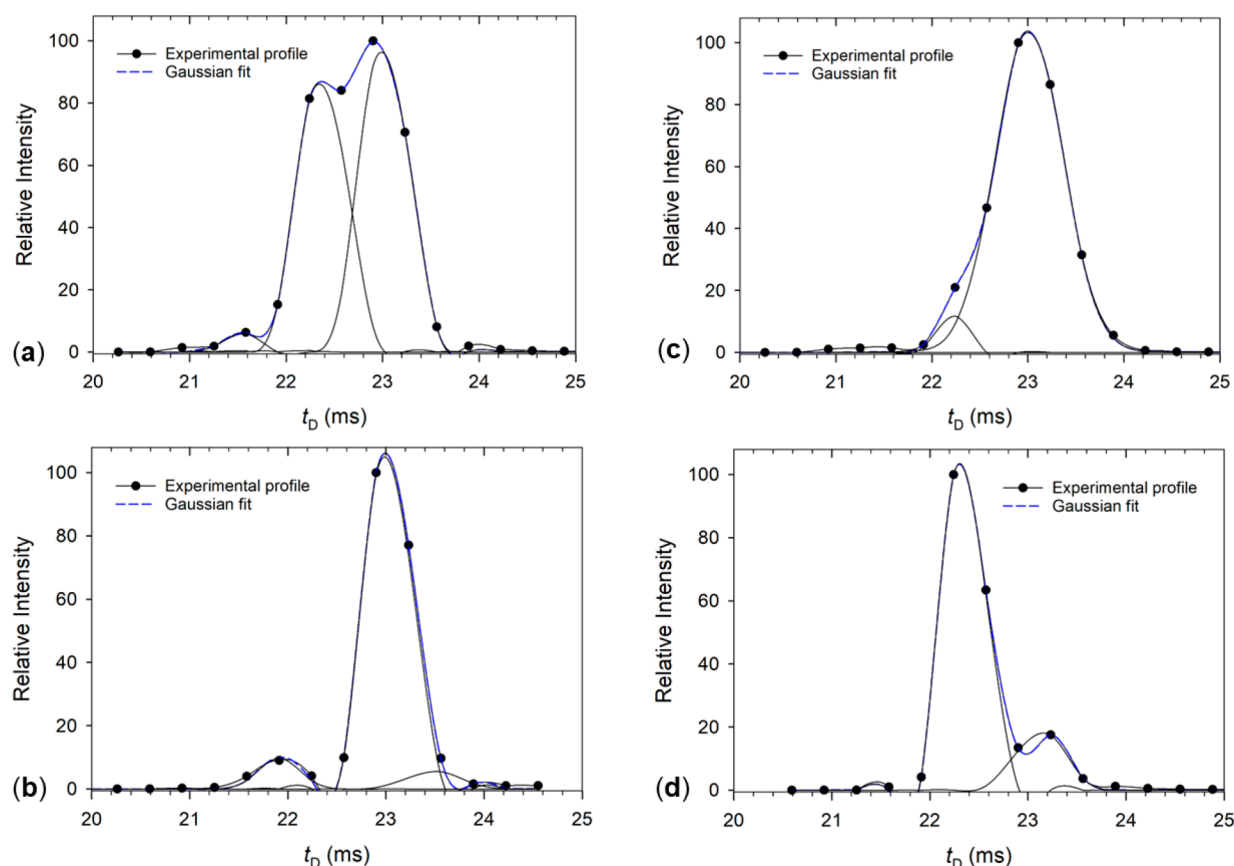 100
80
60
40
20
0
Relative Intensity
Experimental profile
Gaussian fit
(a)
20 21 22 23 24 25
t_D (ms)
100
80
60
40
20
0
Relative Intensity
Experimental profile
Gaussian fit
(c)
20 21 22 23 24 25
t_D (ms)
100
80
60
40
20
0
Relative Intensity
Experimental profile
Gaussian fit
(b)
20 21 22 23 24 25
t_D (ms)
100
80
60
40
20
0
Relative Intensity
Experimental profile
Gaussian fit
(d)
20 21 22 23 24 25
t_D (ms)